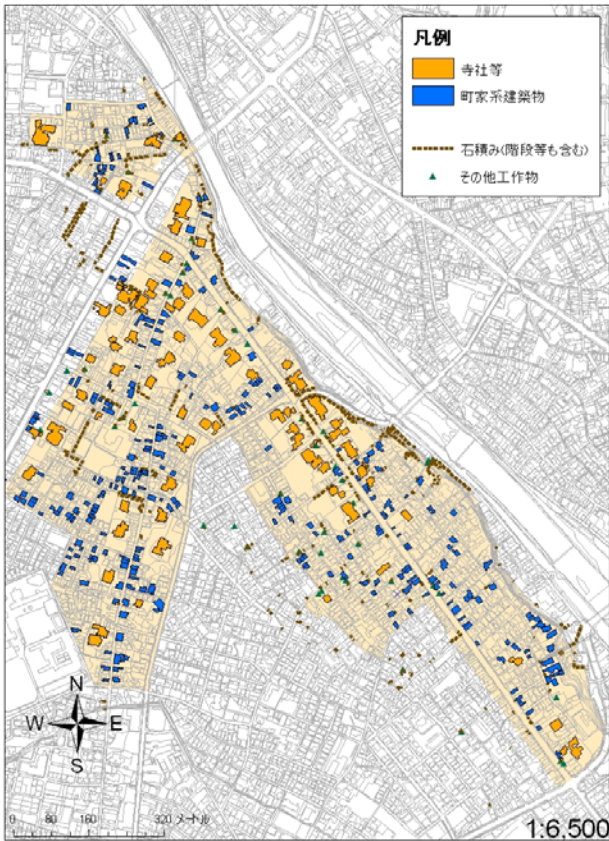 凡例
寺社等
町家系建築物
石積み(階段等も含む)
その他工作物
N
W E
S
0 80 160 320 メートル
1:6,500